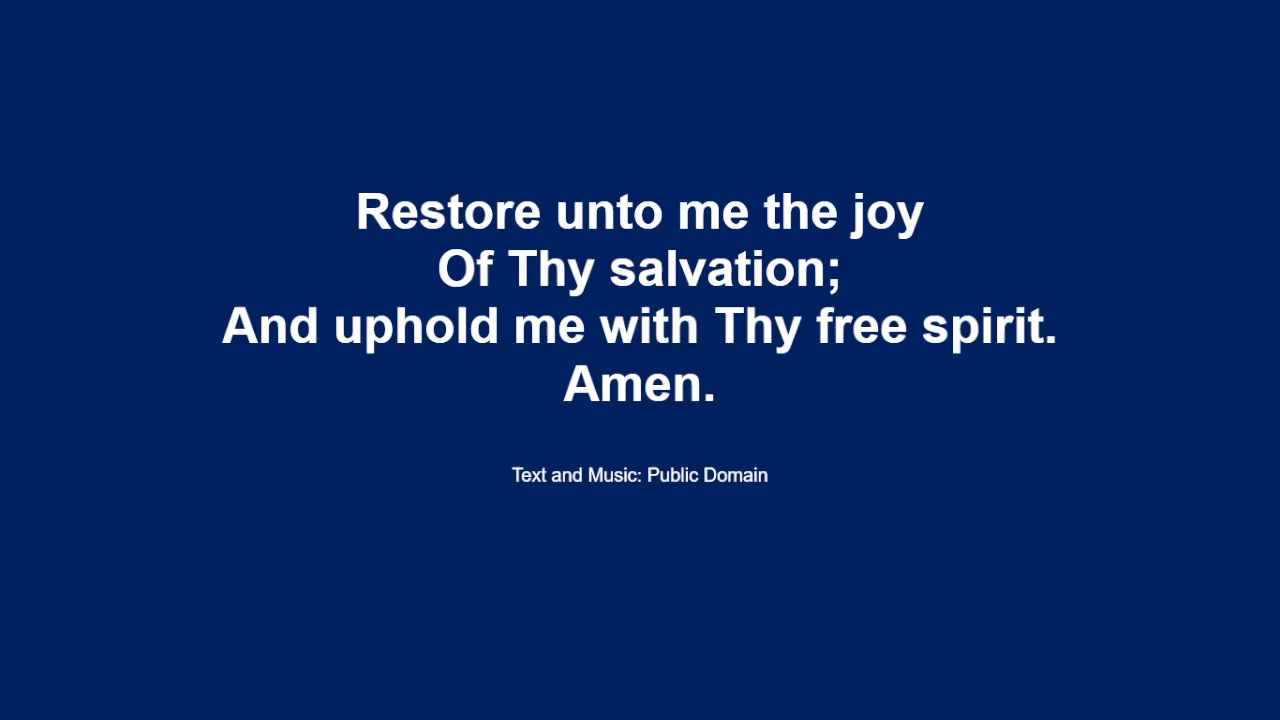 Restore unto me the joy
Of Thy salvation;
And uphold me with Thy free spirit.
Amen.
Text and Music: Public Domain